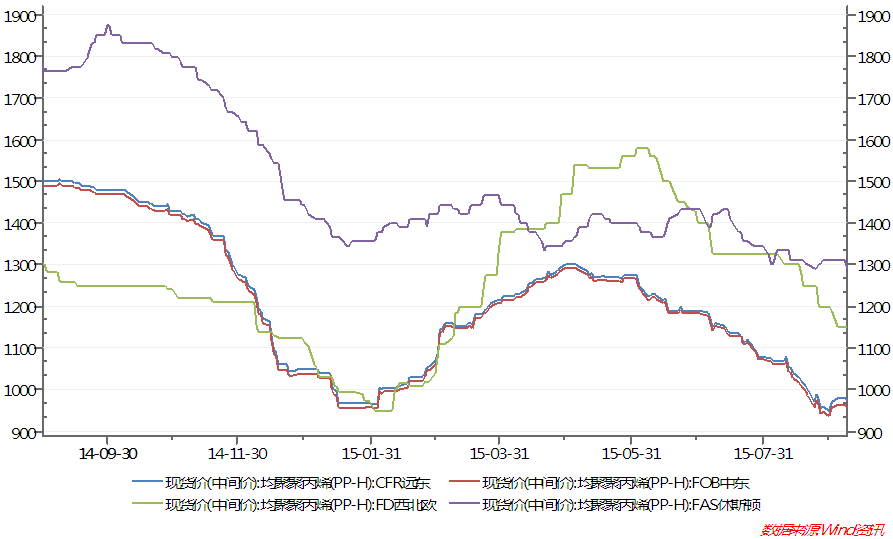 1900 1900
1800 1800
1700 1700
1600 1600
1500 1500
1400 1400
1300 1300
1200 1200
1100 1100
1000 1000
900 900
14-09-30 14-11-30 15-01-31 15-03-31 15-05-31 15-07-31
现货价(中间价):均聚聚丙烯(PP-H):CFR远东 现货价(中间价):均聚聚丙烯(PP-H):FOB中东
现货价(中间价):均聚聚丙烯(PP-H):FD西北欧 现货价(中间价):均聚聚丙烯(PP-H):FAS休斯顿
数据来源Wind资讯